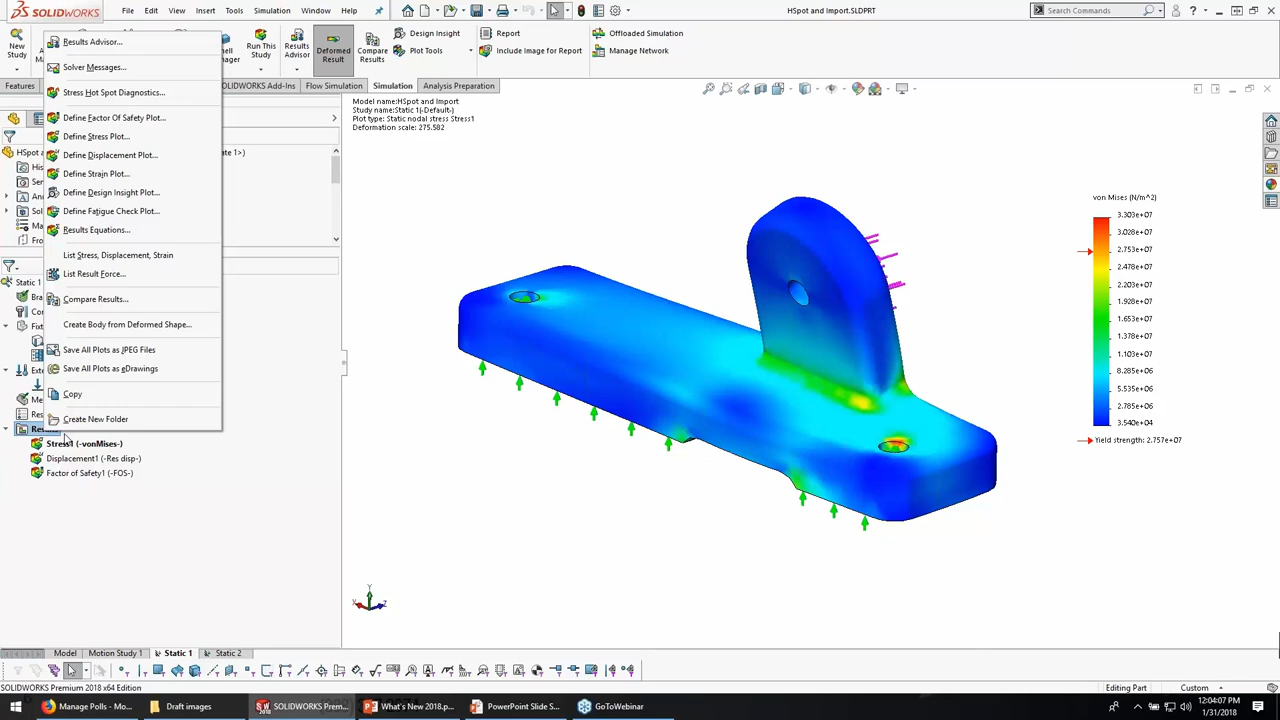 SOLIDWORKS
File
Edit
View
Insert
Tools
Simulation
Window
Help
HSpot and Import.SLDPRT
Search Commands
New
Study
Run This
Study
Results
Advisor
Deformed
Result
Compare
Results
Design Insight
Plot Tools
Report
Include Image for Report
Offloaded Simulation
Manage Network
Features
SOLIDWORKS Add-Ins
Flow Simulation
Simulation
Analysis Preparation
Results Advisor...
Solver Messages...
Stress Hot Spot Diagnostics...
Define Factor Of Safety Plot...
Define Stress Plot...
Define Displacement Plot...
Define Strain Plot...
Define Design Insight Plot...
Define Fatigue Check Plot...
Results Equations...
List Stress, Displacement, Strain
List Result Force...
Compare Results...
Create Body from Deformed Shape...
Save All Plots as JPEG Files
Save All Plots as eDrawings
Copy
Create New Folder
Static 1
Stress1 (-vonMises-)
Displacement1 (-Res disp-)
Factor of Safety1 (-FOS-)
Model name:HSpot and Import
Study name:Static 1(-Default-)
Plot type: Static nodal stress Stress1
Deformation scale: 275.582
von Mises (N/m^2)
3.303e+07
3.028e+07
2.753e+07
2.478e+07
2.203e+07
1.928e+07
1.653e+07
1.378e+07
1.103e+07
8.285e+06
5.535e+06
2.785e+06
3.540e+04
Yield strength: 2.757e+07
Y
X
Z
Model
Motion Study 1
Static 1
Static 2
SOLIDWORKS Premium 2018 x64 Edition
Editing Part
Custom
Manage Polls - Mo...
Draft images
SOLIDWORKS Prem...
What's New 2018.p...
PowerPoint Slide S...
GoToWebinar
12:04:07 PM
1/31/2018